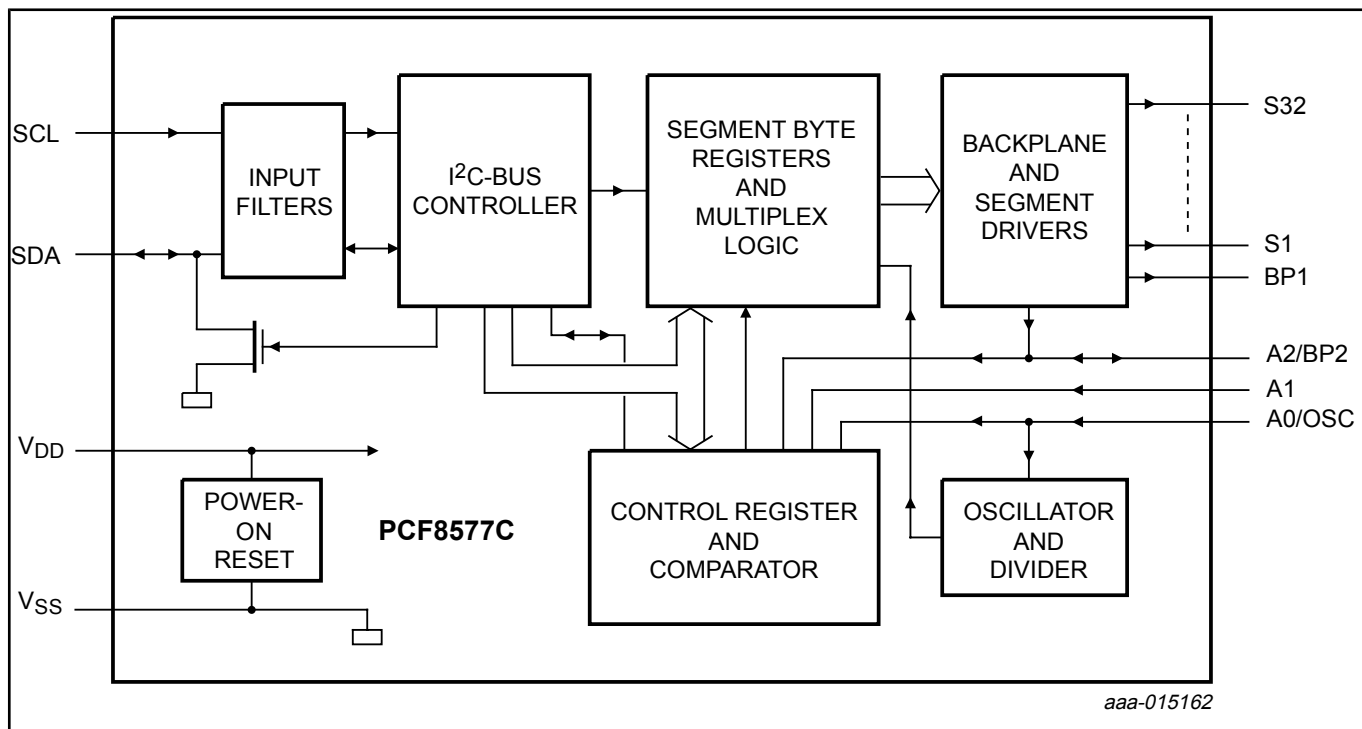 SCL
SDA
INPUT
FILTERS
I²C-BUS
CONTROLLER
SEGMENT BYTE
REGISTERS
AND
MULTIPLEX
LOGIC
BACKPLANE
AND
SEGMENT
DRIVERS
S32
S1
BP1
A2/BP2
A1
A0/OSC
VDD
POWER-
ON
RESET
VSS
PCF8577C
CONTROL REGISTER
AND
COMPARATOR
OSCILLATOR
AND
DIVIDER
aaa-015162